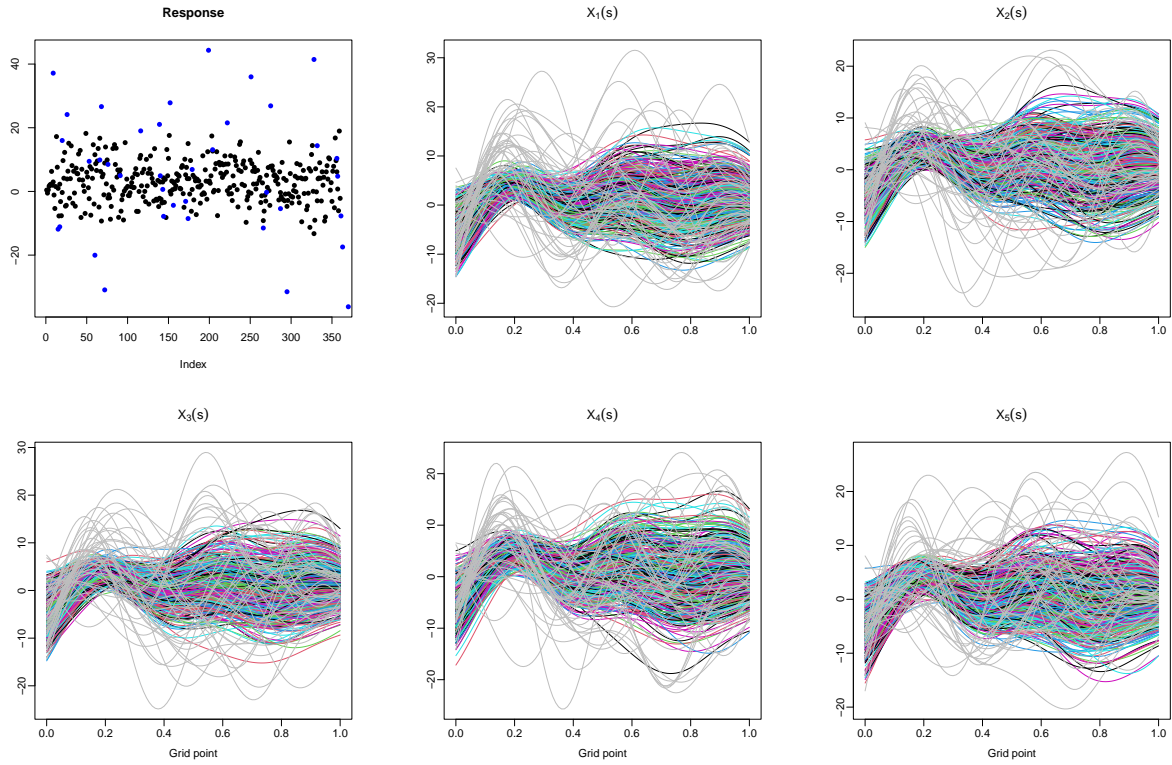 Response
−20 0 20 40
0 50 100 150 200 250 300 350
Index
X₁(s)
−20 −10 0 10 20 30
0.0 0.2 0.4 0.6 0.8 1.0
X₂(s)
−20 −10 0 10 20
0.0 0.2 0.4 0.6 0.8 1.0
X₃(s)
−20 −10 0 10 20 30
0.0 0.2 0.4 0.6 0.8 1.0
Grid point
X₄(s)
−20 −10 0 10 20
0.0 0.2 0.4 0.6 0.8 1.0
Grid point
X₅(s)
−20 −10 0 10 20
0.0 0.2 0.4 0.6 0.8 1.0
Grid point